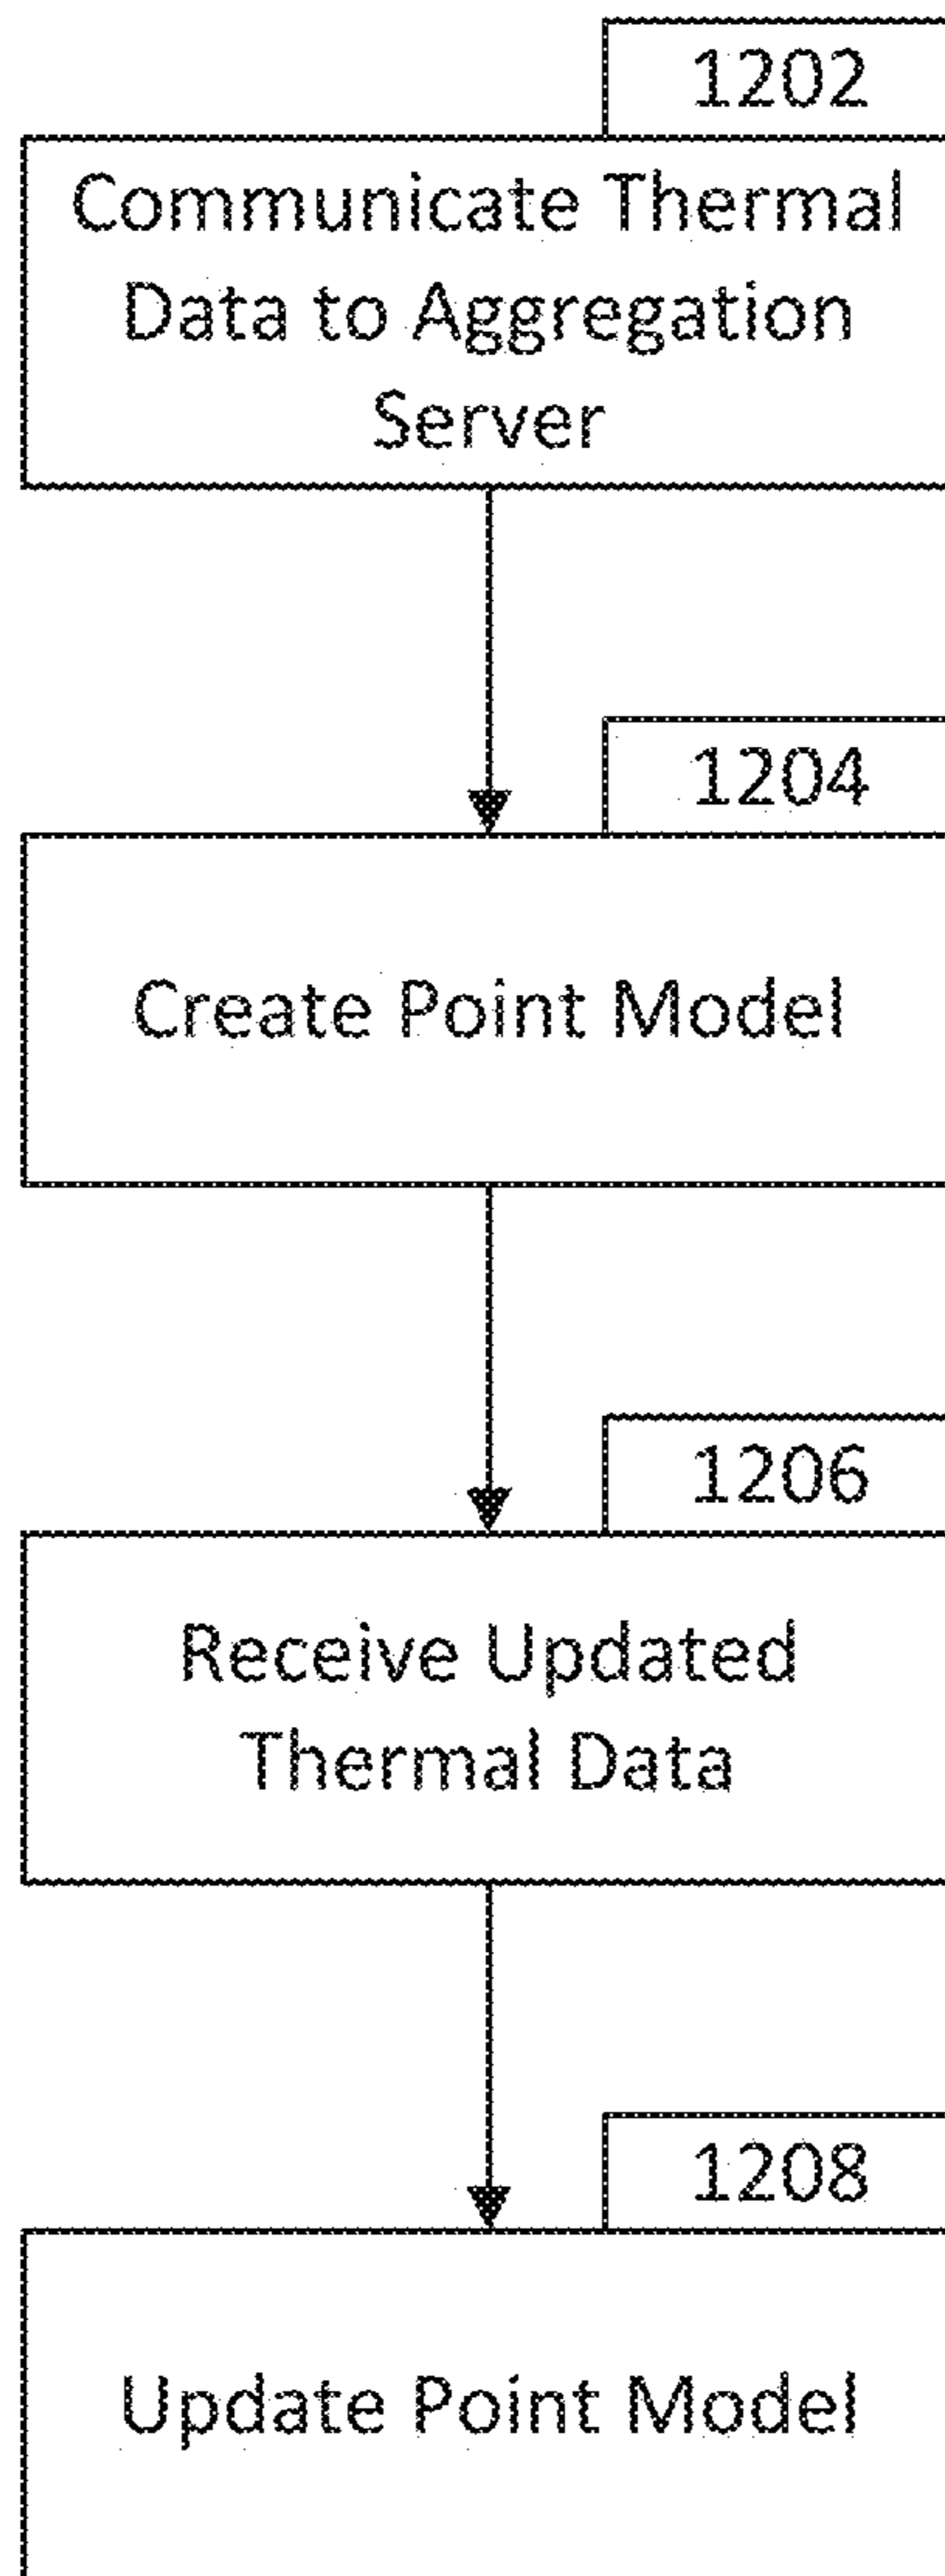 1202
Communicate Thermal
Data to Aggregation
Server
1204
Create Point Model
1206
Receive Updated
Thermal Data
1208
Update Point Model